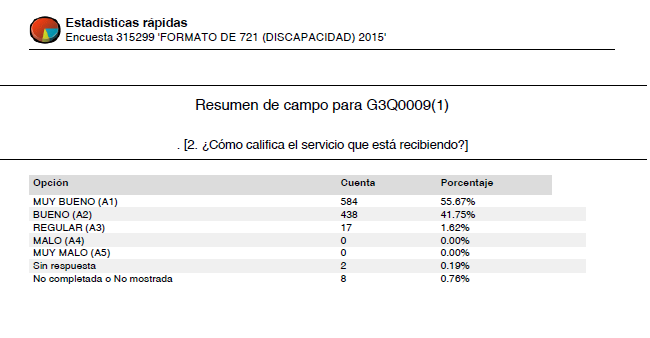 Estadísticas rápidas
Encuesta 315299 'FORMATO DE 721 (DISCAPACIDAD) 2015'
Resumen de campo para G3Q0009(1)
. [2. ¿Cómo califica el servicio que está recibiendo?]
Opción Cuenta Porcentaje
MUY BUENO (A1) 584 55.67%
BUENO (A2) 438 41.75%
REGULAR (A3) 17 1.62%
MALO (A4) 0 0.00%
MUY MALO (A5) 0 0.00%
Sin respuesta 2 0.19%
No completada o No mostrada 8 0.76%